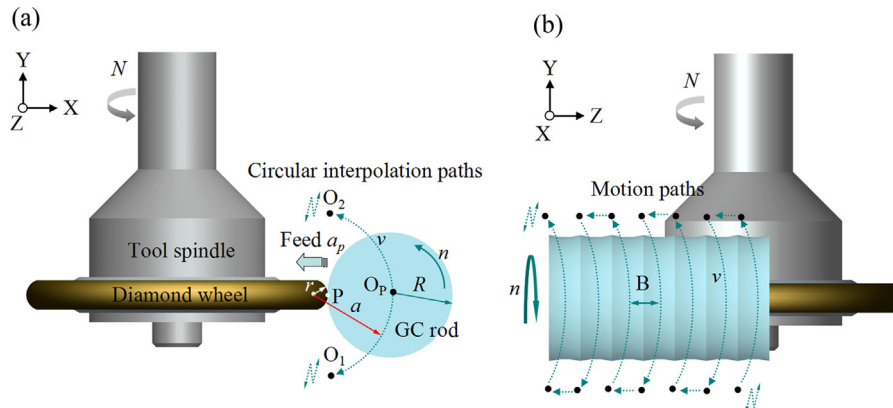 (a)
Y
N
Z
X
Circular interpolation paths
O2
v
n
Tool spindle
Feed ap
Diamond wheel
r
P
OP
R
a
GC rod
O1
(b)
Y
N
X
Z
Motion paths
n
B
v